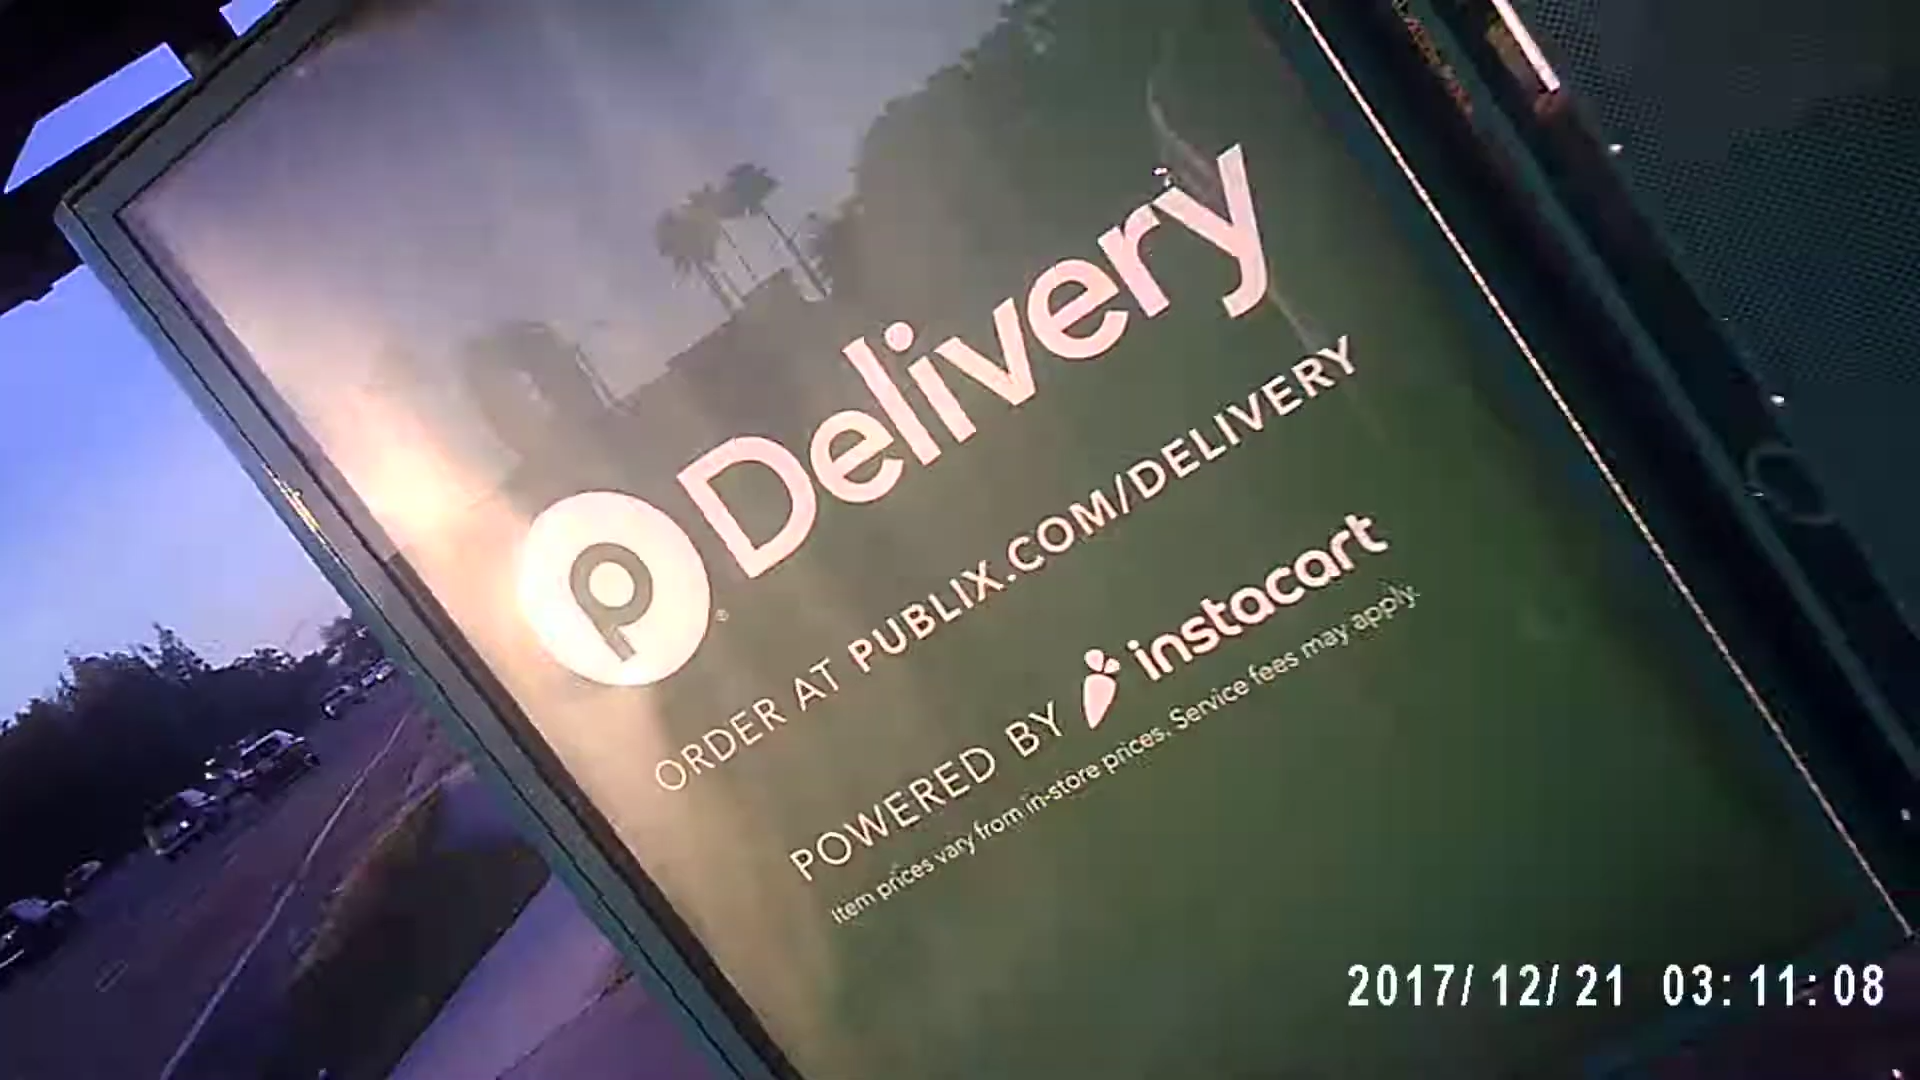 Delivery
ORDER AT PUBLIX.COM/DELIVERY
POWERED BY instacart
Item prices vary from in-store prices. Service fees may apply.
2017/12/21 03:11:08